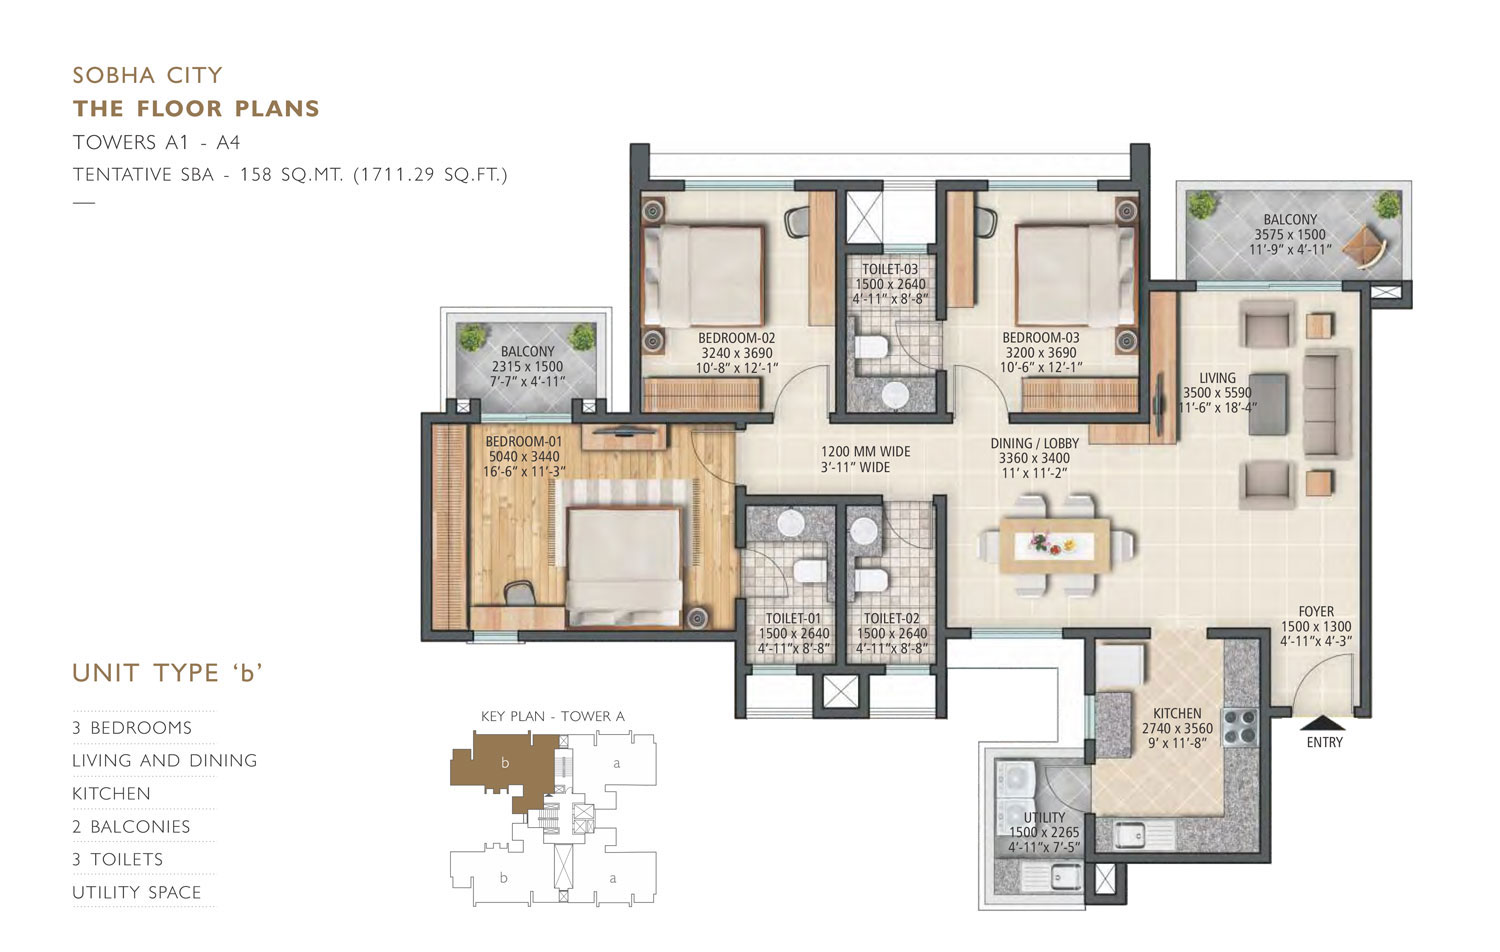 SOBHA CITY
THE FLOOR PLANS
TOWERS A1 - A4
TENTATIVE SBA - 158 SQ.MT. (1711.29 SQ.FT.)
BALCONY
3575 x 1500
11'-9" x 4'-11"
TOILET-03
1500 x 2640
4'-11" x 8'-8"
BEDROOM-02
3240 x 3690
10'-8" x 12'-1"
BEDROOM-03
3200 x 3690
10'-6" x 12'-1"
BALCONY
2315 x 1500
7'-7" x 4'-11"
LIVING
3500 x 5590
11'-6" x 18'-4"
BEDROOM-01
5040 x 3440
16'-6" x 11'-3"
1200 MM WIDE
3'-11" WIDE
DINING / LOBBY
3360 x 3400
11' x 11'-2"
TOILET-01
1500 x 2640
4'-11"x 8'-8"
TOILET-02
1500 x 2640
4'-11"x 8'-8"
FOYER
1500 x 1300
4'-11"x 4'-3"
KITCHEN
2740 x 3560
9' x 11'-8"
ENTRY
UTILITY
1500 x 2265
4'-11"x 7'-5"
UNIT TYPE ‘b’
3 BEDROOMS
LIVING AND DINING
KITCHEN
2 BALCONIES
3 TOILETS
UTILITY SPACE
KEY PLAN - TOWER A
b
a
b
a